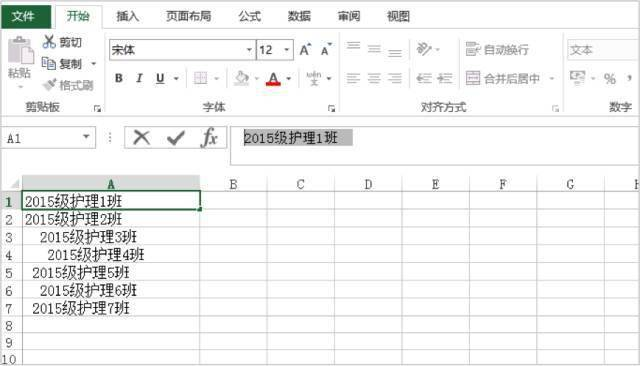 文件 开始 插入 页面布局 公式 数据 审阅 视图
剪切
宋体 12 A A 自动换行 文本
粘贴 复制
格式刷 B I U A wén 文 合并后居中 %
剪贴板 字体 对齐方式 数字
A1 fx 2015级护理1班
A B C D E F G H
1 2015级护理1班
2 2015级护理2班
3 2015级护理3班
4 2015级护理4班
5 2015级护理5班
6 2015级护理6班
7 2015级护理7班
8
9
10